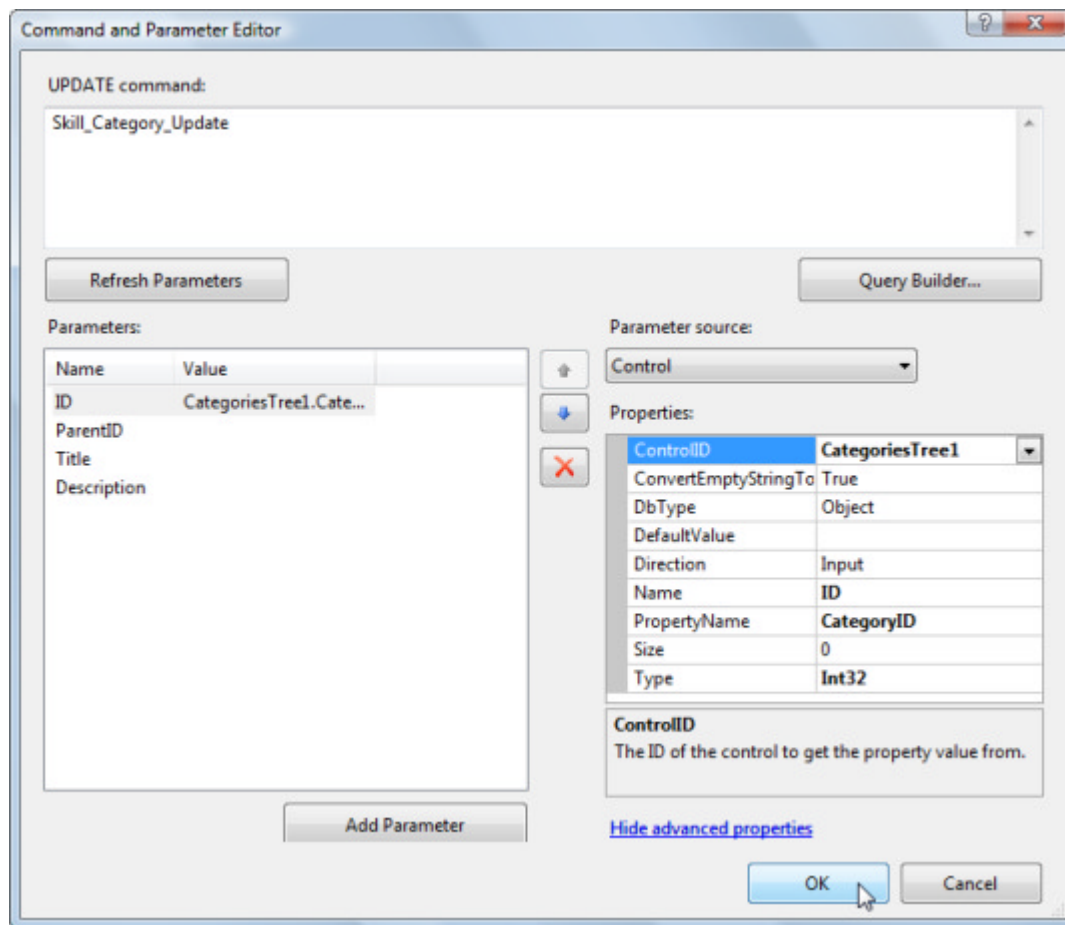 Command and Parameter Editor
UPDATE command:
Skill_Category_Update
Refresh Parameters
Query Builder...
Parameters:
Parameter source:
Name Value
Control
ID CategoriesTree1.Cate...
ParentID
Title
Description
Properties:
ControlID CategoriesTree1
ConvertEmptyStringTo True
DbType Object
DefaultValue
Direction Input
Name ID
PropertyName CategoryID
Size 0
Type Int32
ControlID
The ID of the control to get the property value from.
Add Parameter
Hide advanced properties
OK Cancel